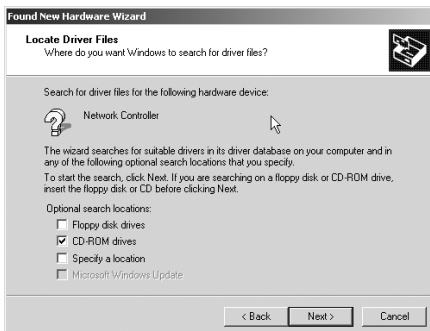 Found New Hardware Wizard
Locate Driver Files
Where do you want Windows to search for driver files?
Search for driver files for the following hardware device:
Network Controller
The wizard searches for suitable drivers in its driver database on your computer and in
any of the following optional search locations that you specify.
To start the search, click Next. If you are searching on a floppy disk or CD-ROM drive,
insert the floppy disk or CD before clicking Next.
Optional search locations:
Floppy disk drives
CD-ROM drives
Specify a location
Microsoft Windows Update
< Back Next > Cancel